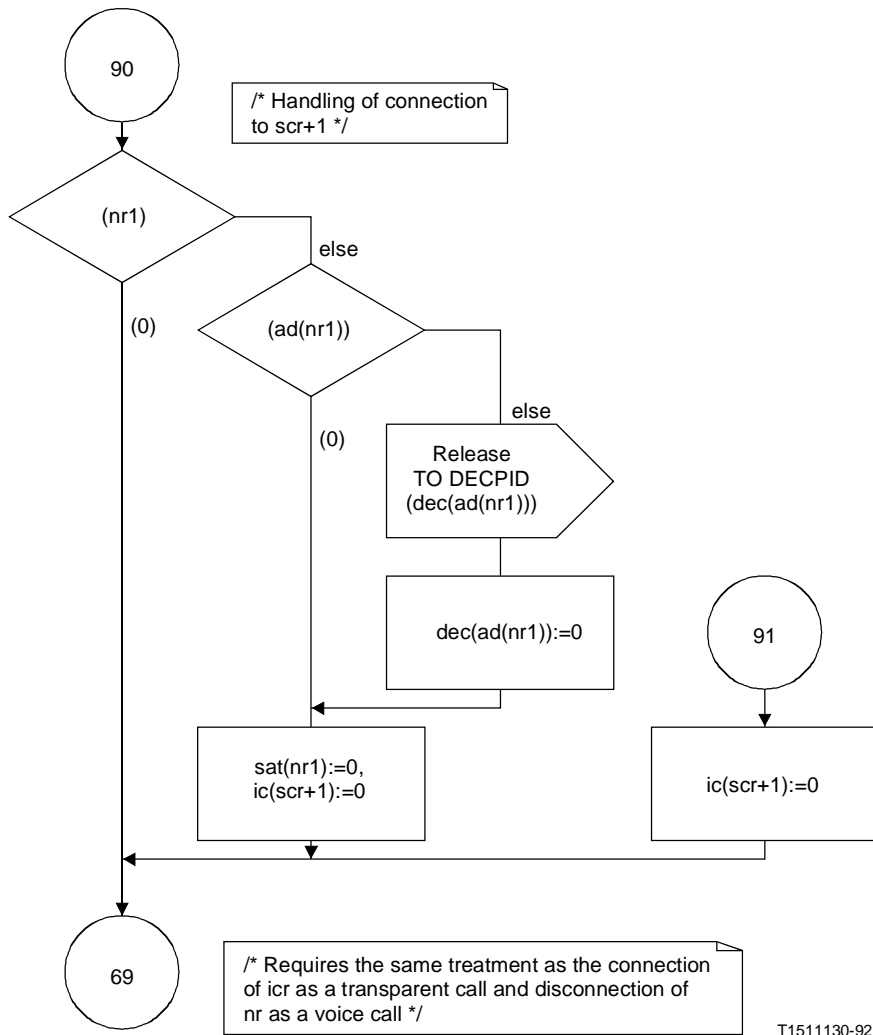 90
/* Handling of connection
to scr+1 */
(nr1)
else
(0)
(ad(nr1))
else
(0)
Release
TO DECPID
(dec(ad(nr1)))
dec(ad(nr1)):=0
91
sat(nr1):=0,
ic(scr+1):=0
ic(scr+1):=0
69
/* Requires the same treatment as the connection
of icr as a transparent call and disconnection of
nr as a voice call */
T1511130-92